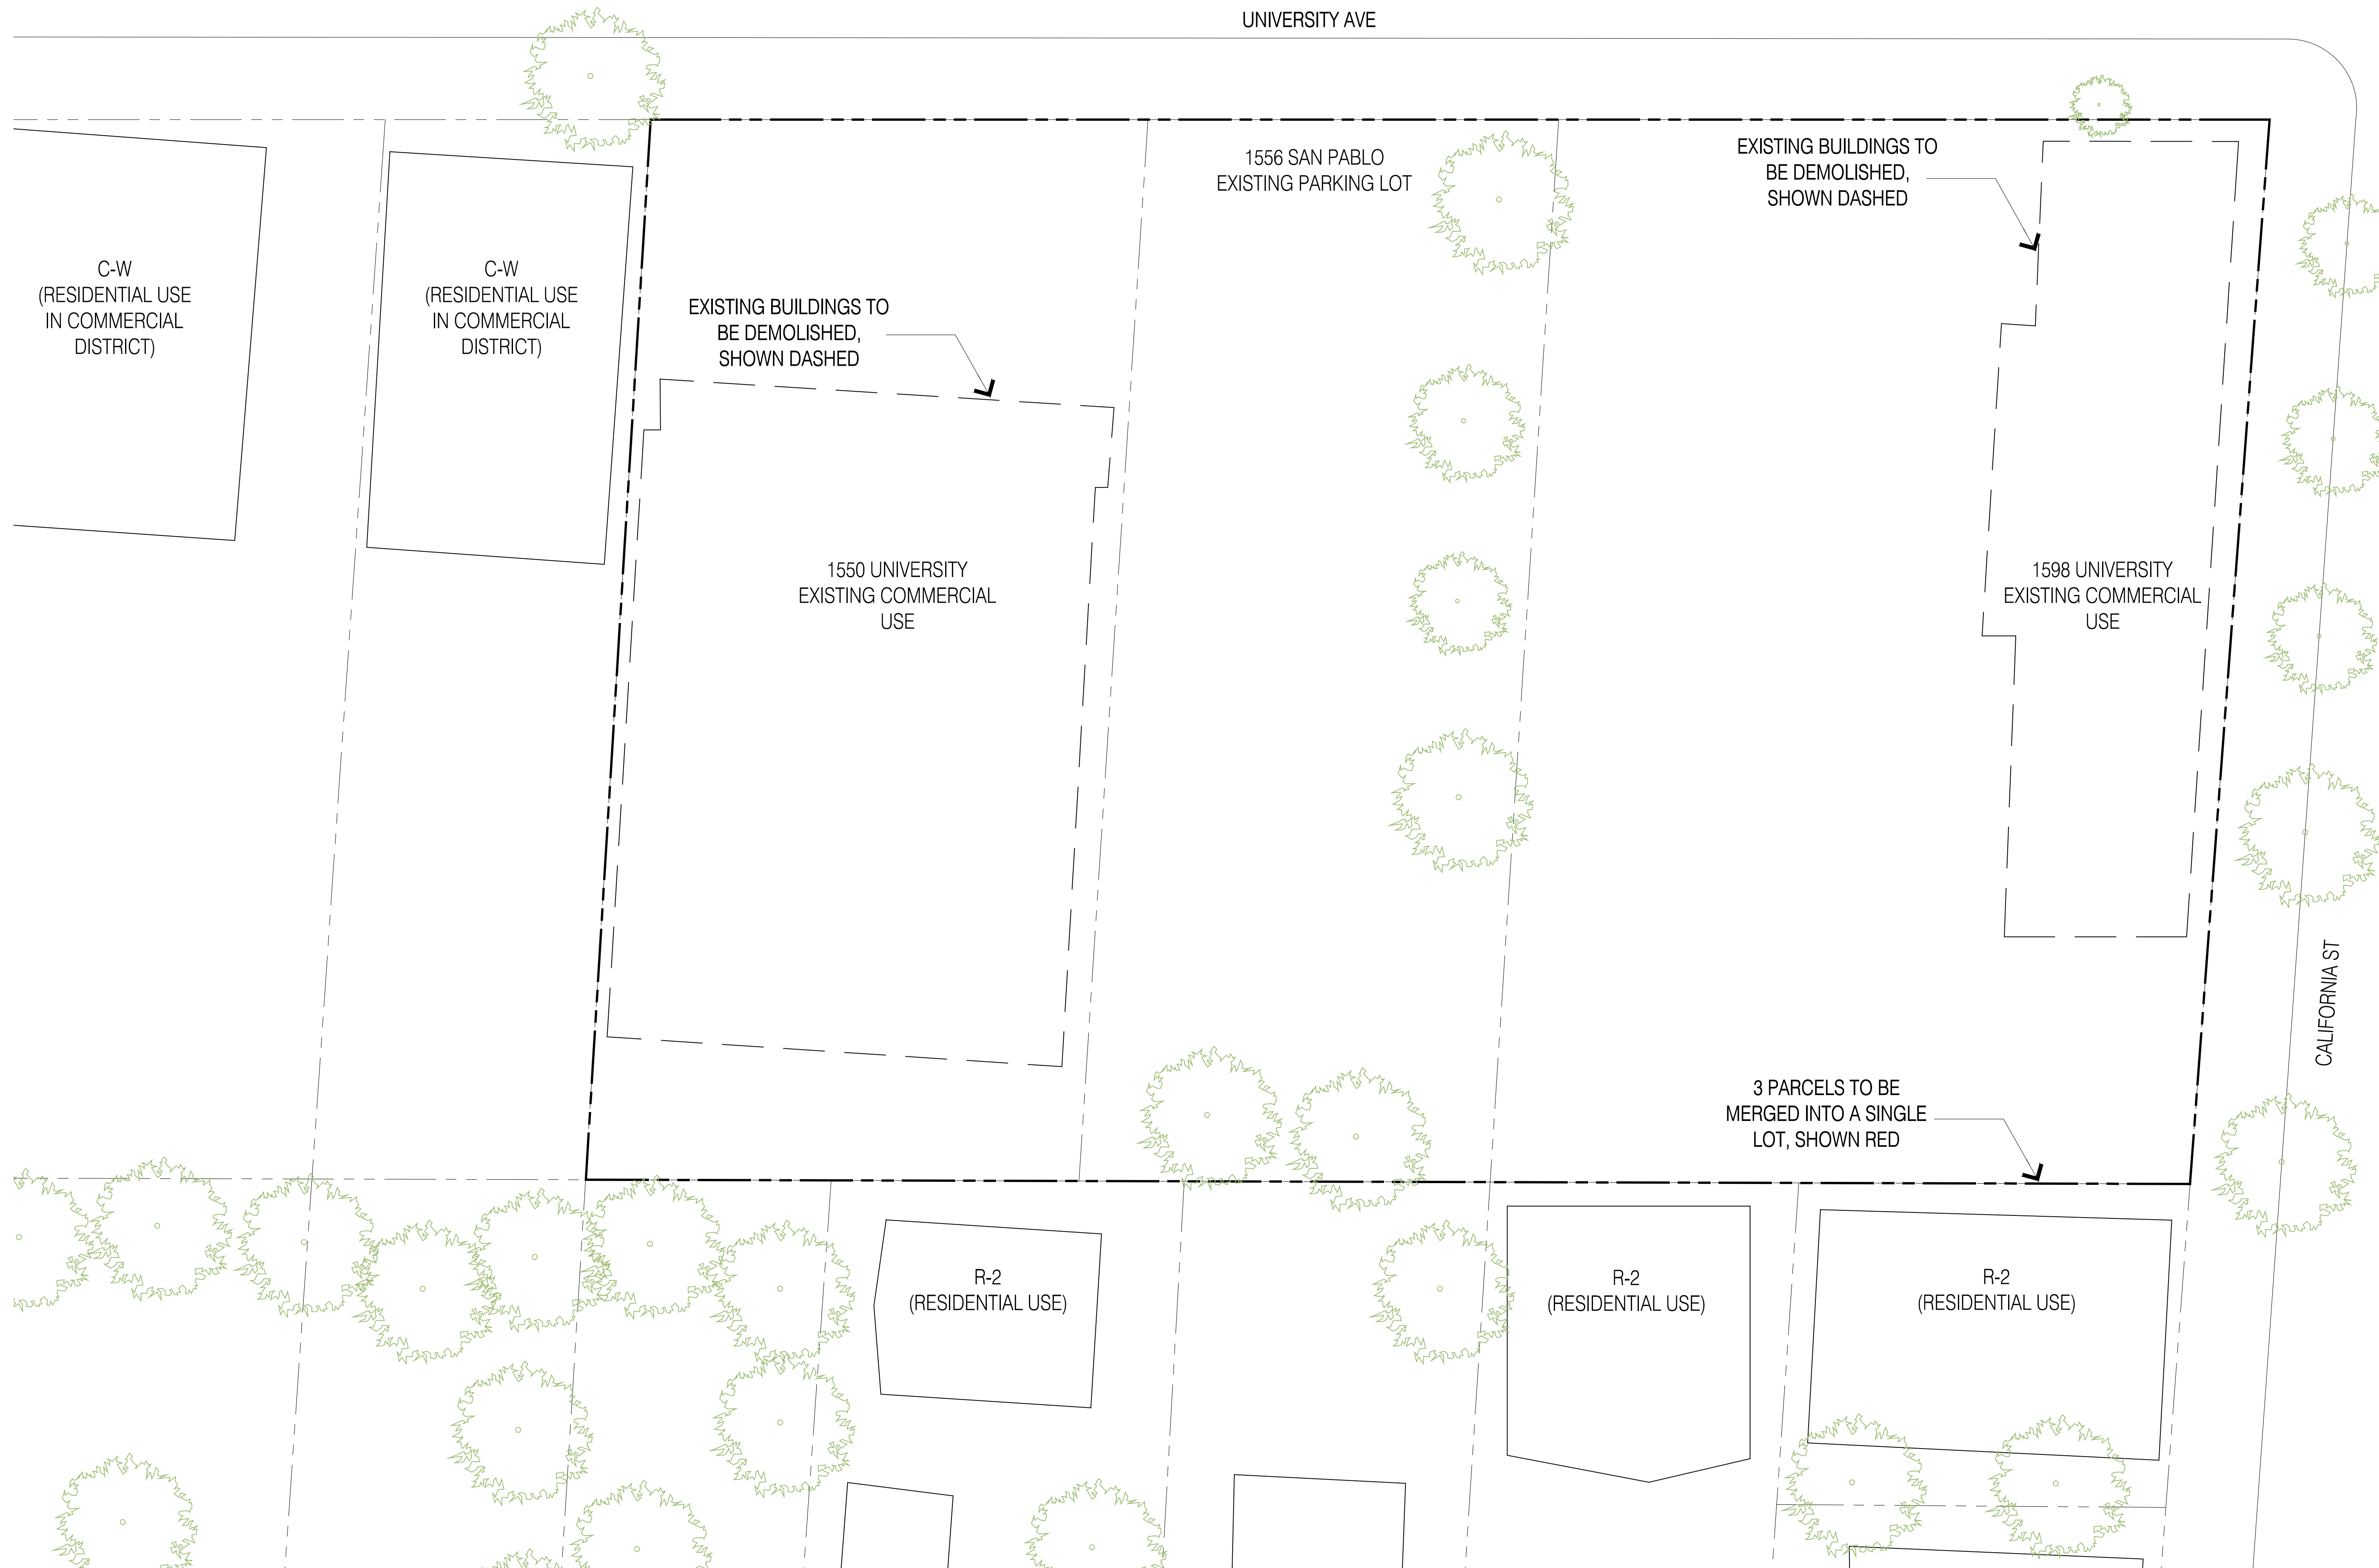 UNIVERSITY AVE
1556 SAN PABLO
EXISTING PARKING LOT
EXISTING BUILDINGS TO
BE DEMOLISHED,
SHOWN DASHED
C-W
(RESIDENTIAL USE
IN COMMERCIAL
DISTRICT)
C-W
(RESIDENTIAL USE
IN COMMERCIAL
DISTRICT)
EXISTING BUILDINGS TO
BE DEMOLISHED,
SHOWN DASHED
1550 UNIVERSITY
EXISTING COMMERCIAL
USE
1598 UNIVERSITY
EXISTING COMMERCIAL
USE
CALIFORNIA ST
3 PARCELS TO BE
MERGED INTO A SINGLE
LOT, SHOWN RED
R-2
(RESIDENTIAL USE)
R-2
(RESIDENTIAL USE)
R-2
(RESIDENTIAL USE)